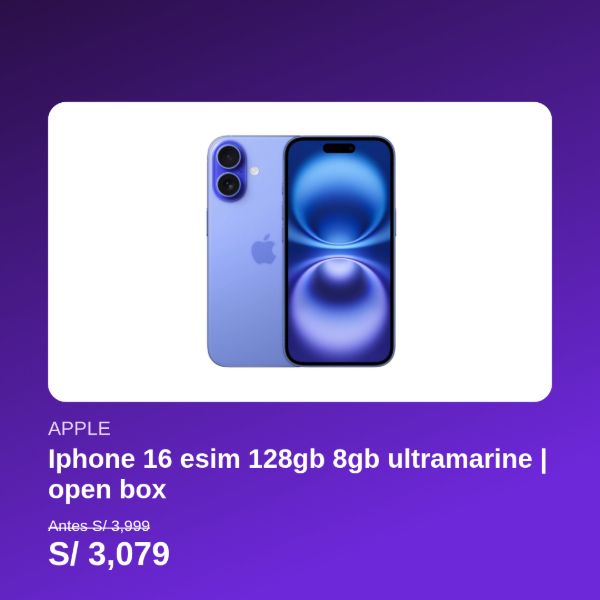 APPLE
Iphone 16 esim 128gb 8gb ultramarine |
open box
Antes S/ 3,999
S/ 3,079